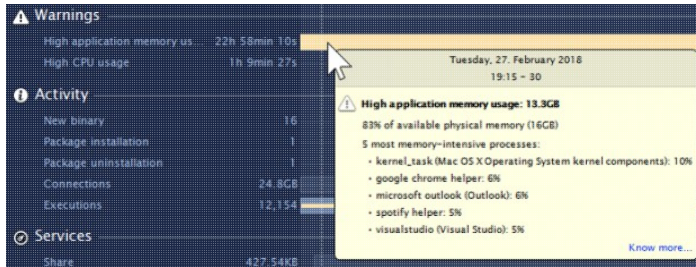 Warnings
High application memory us... 22h 58min 10s
High CPU usage 1h 9min 27s
Activity
New binary 16
Package installation 1
Package uninstallation 1
Connections 24.8GB
Executions 12,154
Services
Share 427.54KB
Tuesday, 27. February 2018
19:15 - 30
High application memory usage: 13.3GB
83% of available physical memory (16GB)
5 most memory-intensive processes:
• kernel_task (Mac OS X Operating System kernel components): 10%
• google chrome helper: 6%
• microsoft outlook (Outlook): 6%
• spotify helper: 5%
• visualstudio (Visual Studio): 5%
Know more...